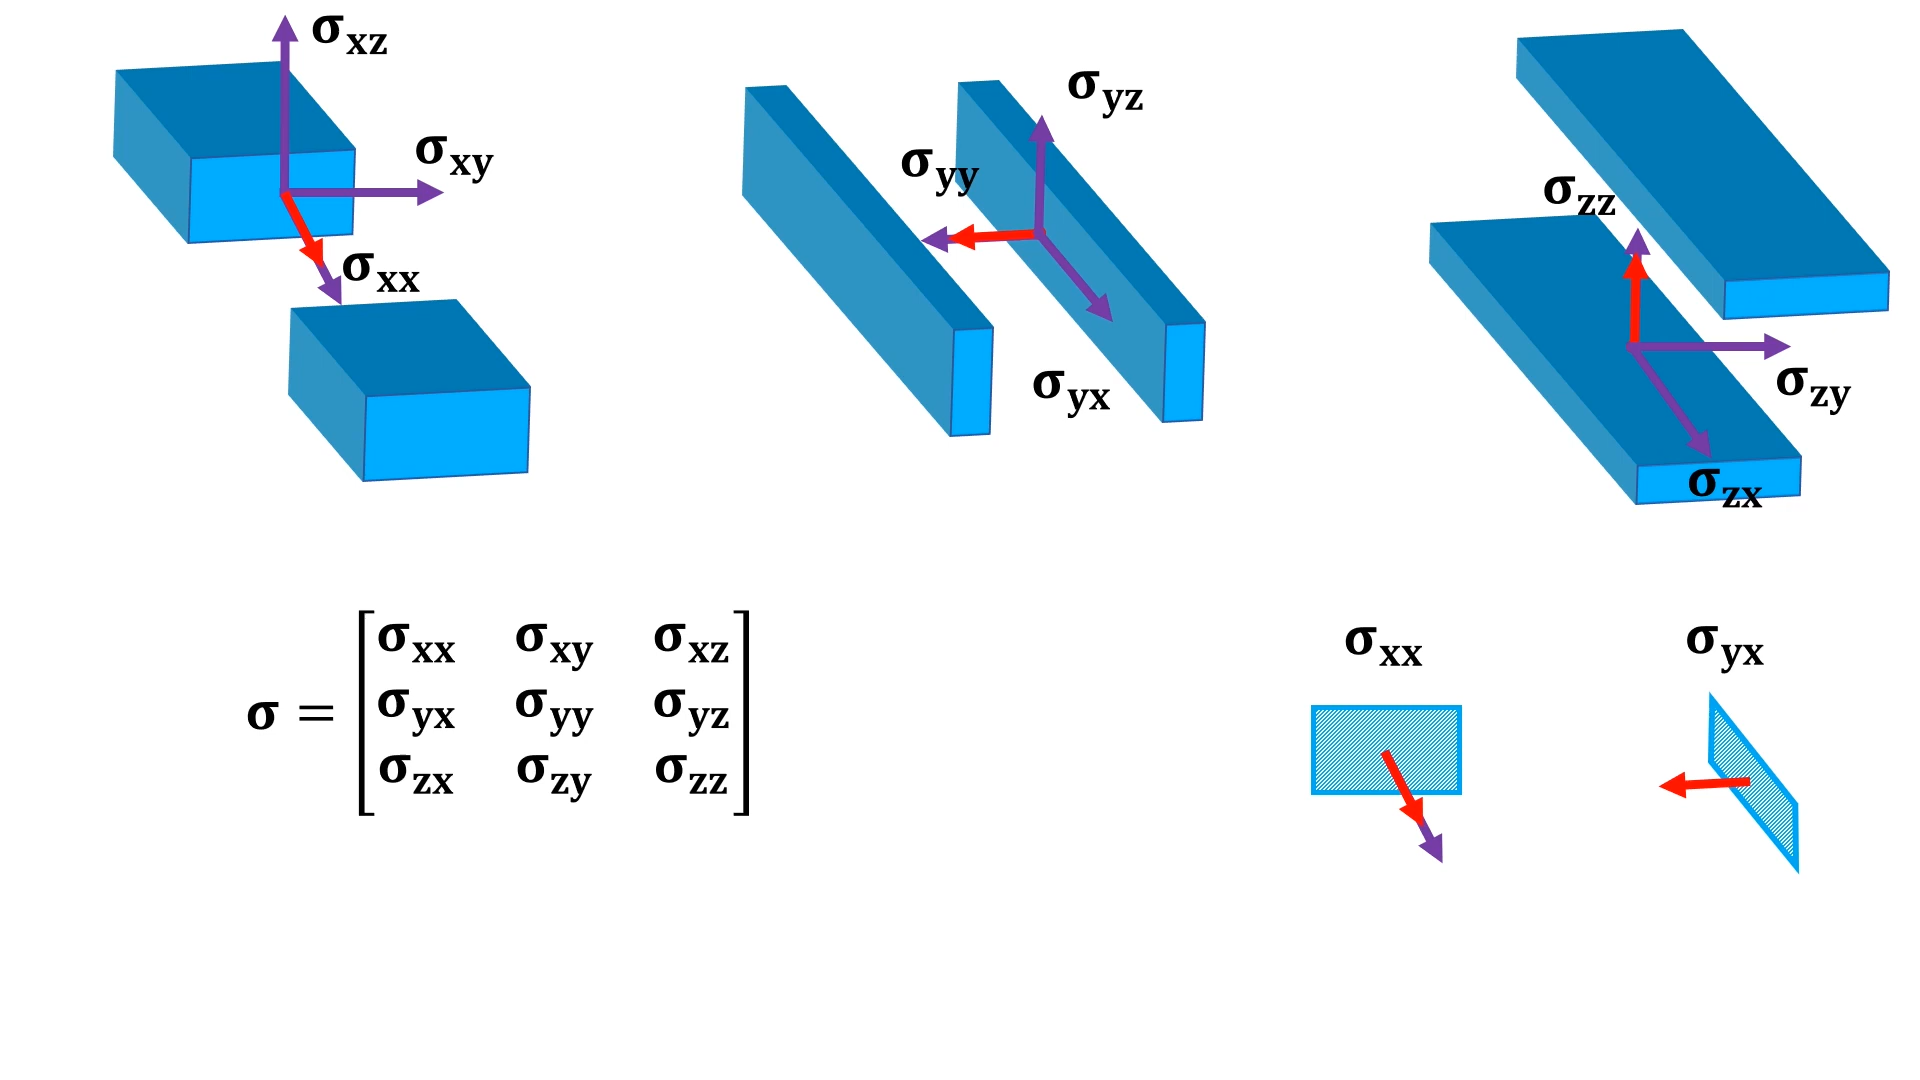 σxz
σxy
σxx
σyz
σyy
σyx
σzz
σzy
σzx
σ = [σxx σxy σxz
σyx σyy σyz
σzx σzy σzz]
σxx σyx